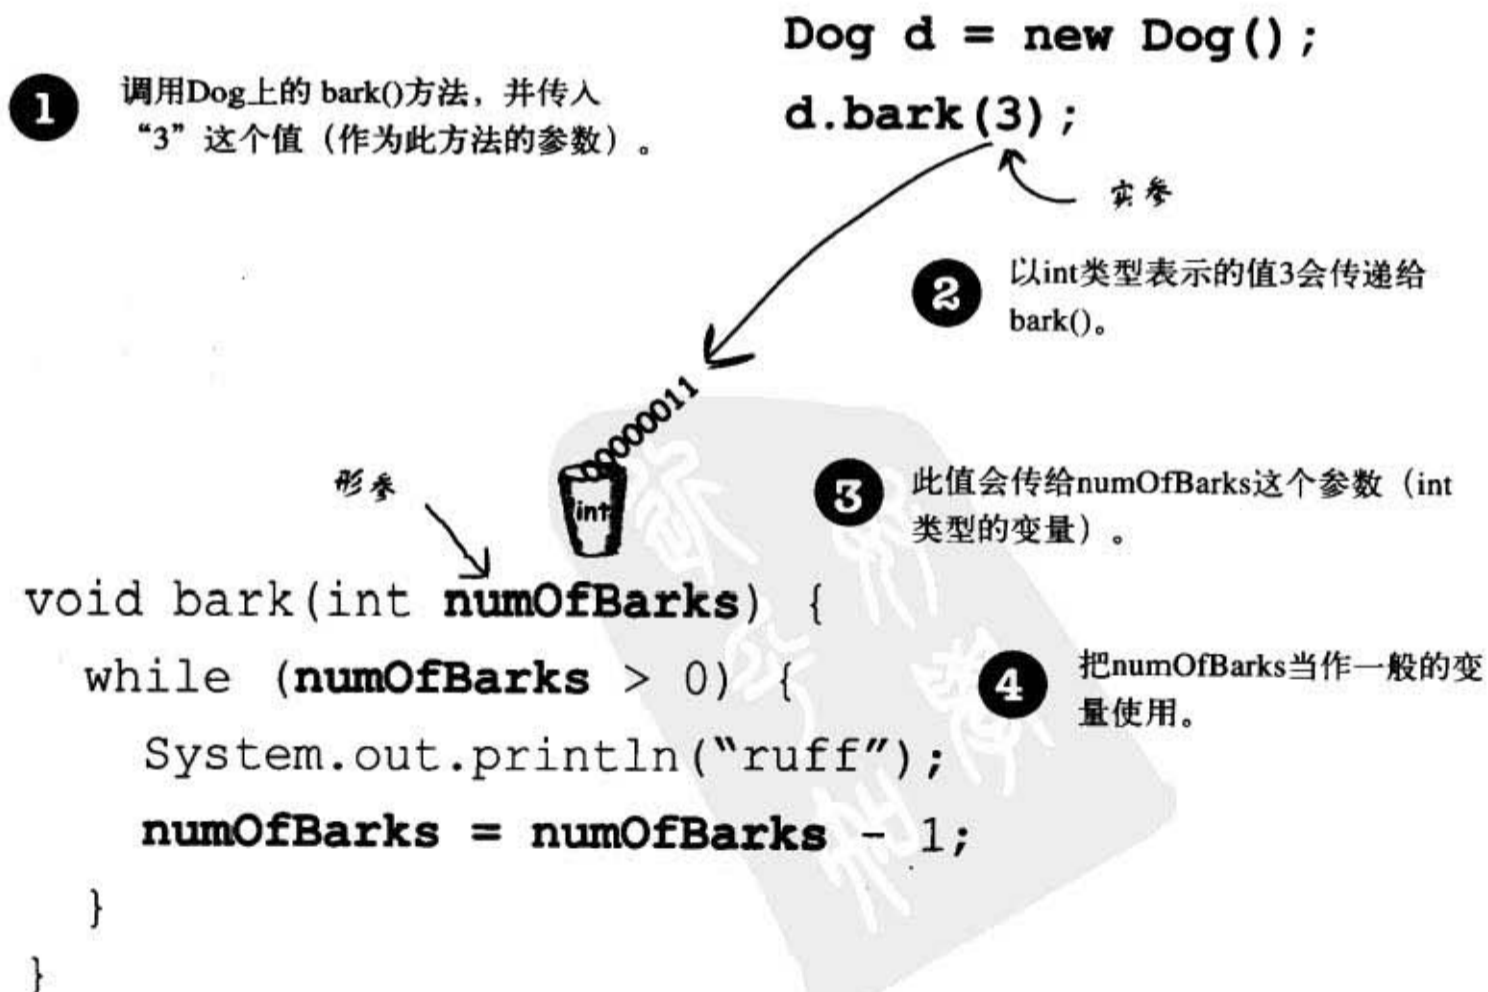 Dog d = new Dog();
d.bark(3);
1
调用Dog上的 bark()方法，并传入
“3”这个值（作为此方法的参数）。
实参
2
以int类型表示的值3会传递给
bark()。
00000011
int
形参
3
此值会传给numOfBarks这个参数（int
类型的变量）。
void bark(int numOfBarks) {
while (numOfBarks > 0) {
System.out.println(“ruff”);
numOfBarks = numOfBarks - 1;
}
}
4
把numOfBarks当作一般的变
量使用。